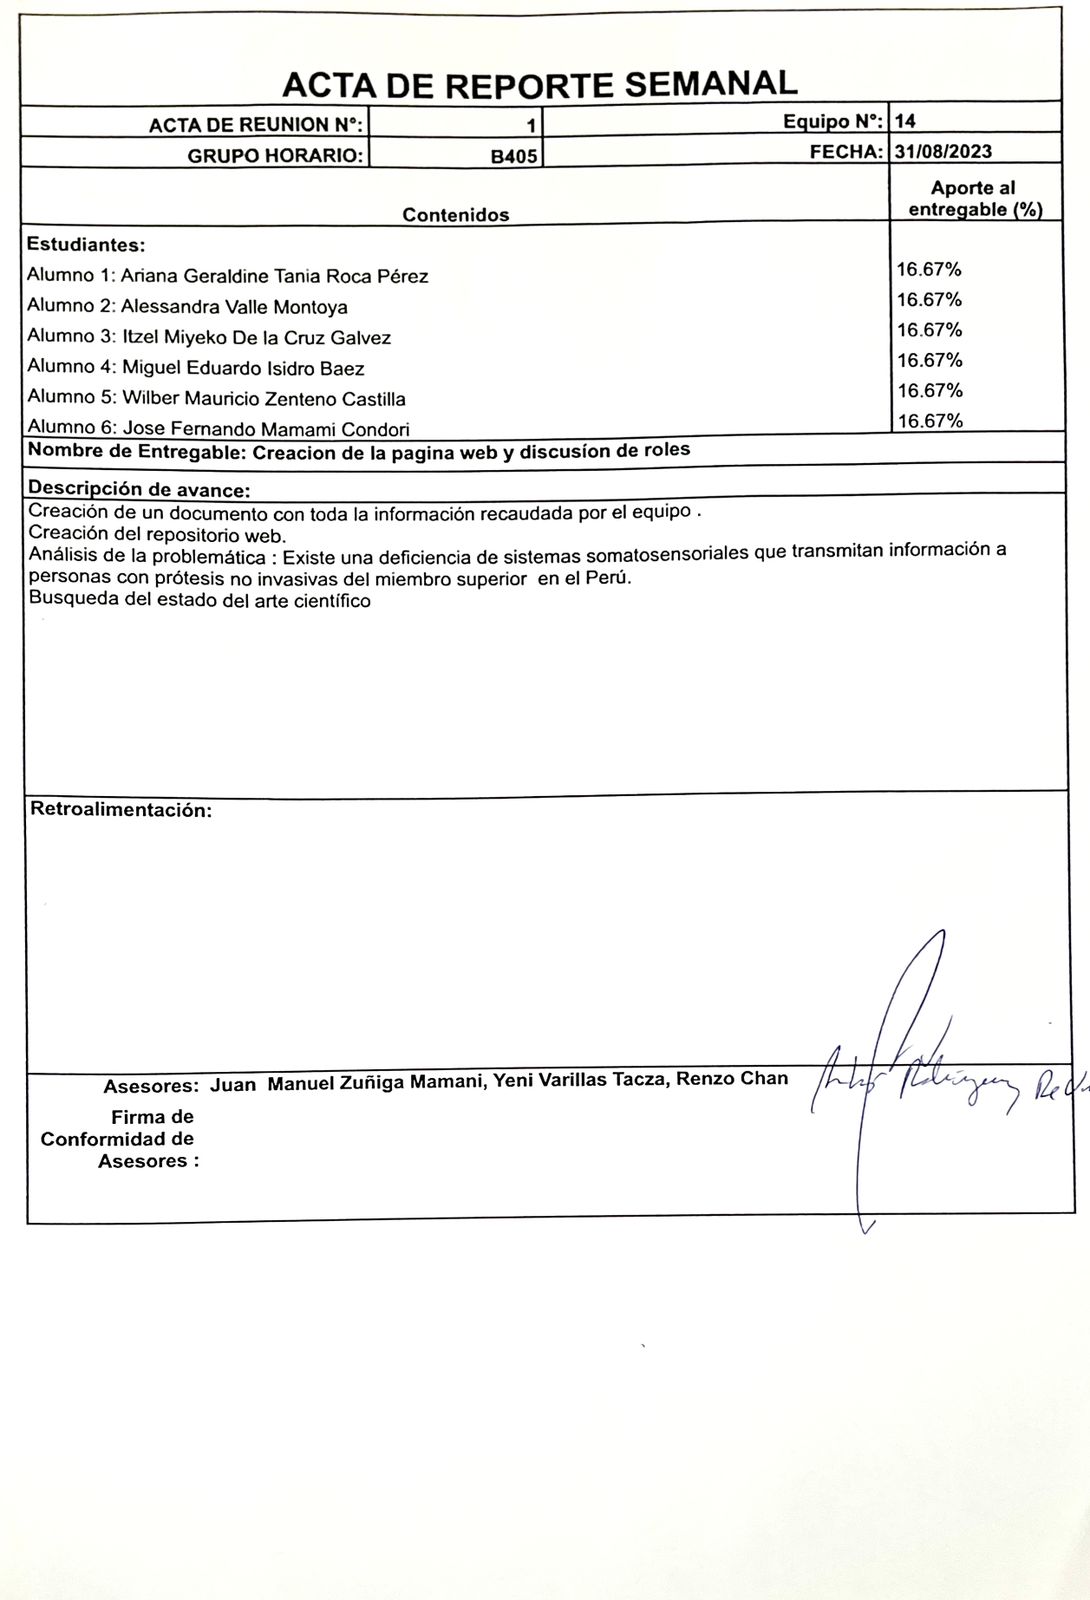 ACTA DE REPORTE SEMANAL
ACTA DE REUNION Nº: 1 Equipo Nº: 14
GRUPO HORARIO: B405 FECHA: 31/08/2023
Contenidos Aporte al entregable (%)
Estudiantes:
Alumno 1: Ariana Geraldine Tania Roca Pérez 16.67%
Alumno 2: Alessandra Valle Montoya 16.67%
Alumno 3: Itzel Miyeko De la Cruz Galvez 16.67%
Alumno 4: Miguel Eduardo Isidro Baez 16.67%
Alumno 5: Wilber Mauricio Zenteno Castilla 16.67%
Alumno 6: Jose Fernando Mamami Condori 16.67%
Nombre de Entregable: Creacion de la pagina web y discusíon de roles
Descripción de avance:
Creación de un documento con toda la información recaudada por el equipo .
Creación del repositorio web.
Análisis de la problemática : Existe una deficiencia de sistemas somatosensoriales que transmitan información a
personas con prótesis no invasivas del miembro superior en el Perú.
Busqueda del estado del arte científico
Retroalimentación:
Asesores: Juan Manuel Zuñiga Mamani, Yeni Varillas Tacza, Renzo Chan
Firma de
Conformidad de
Asesores :